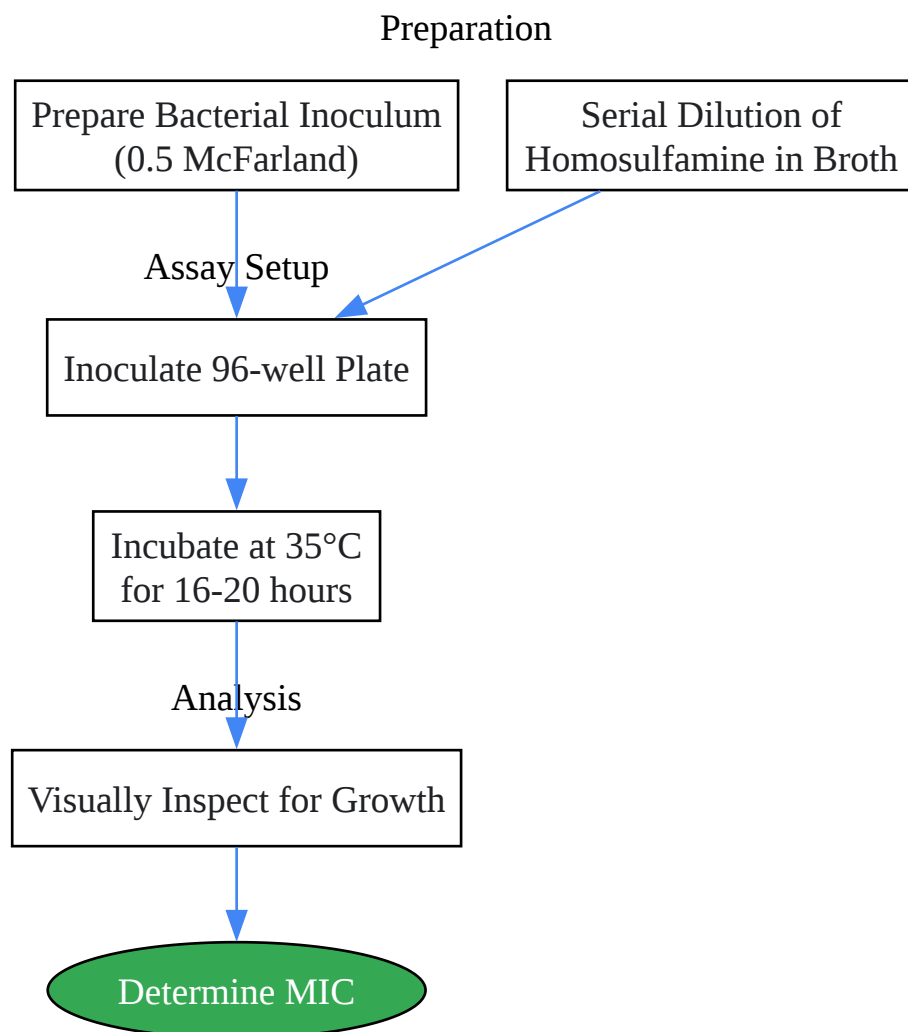 Preparation
Prepare Bacterial Inoculum
(0.5 McFarland)
Serial Dilution of
Homosulfamine in Broth
Assay Setup
Inoculate 96-well Plate
Incubate at 35°C
for 16-20 hours
Analysis
Visually Inspect for Growth
Determine MIC